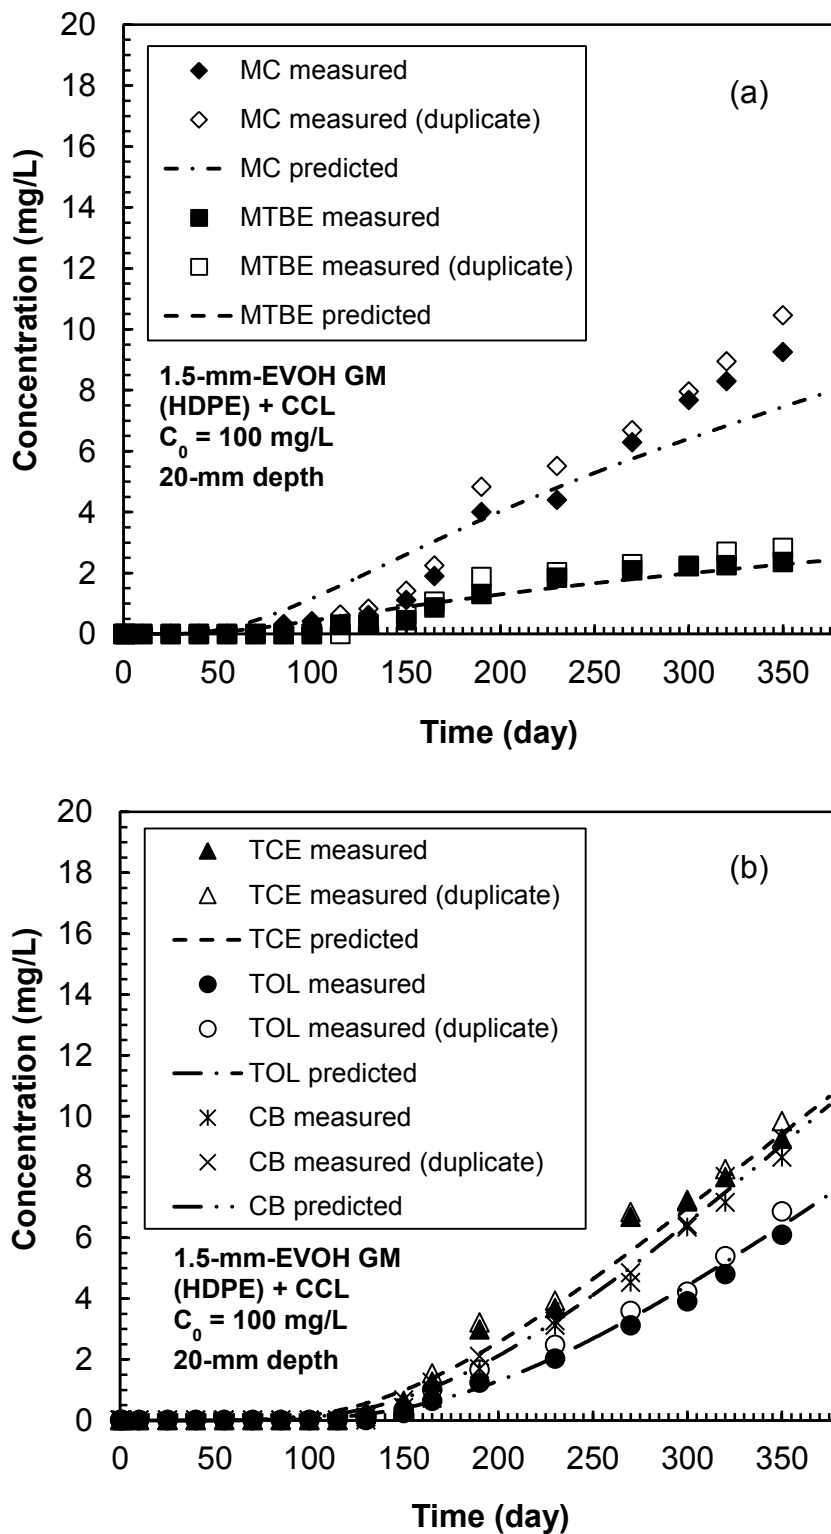 20
18
16
14
12
10
8
6
4
2
0
Concentration (mg/L)
MC measured
MC measured (duplicate)
MC predicted
MTBE measured
MTBE measured (duplicate)
MTBE predicted
(a)
1.5-mm-EVOH GM
(HDPE) + CCL
C₀ = 100 mg/L
20-mm depth
0 50 100 150 200 250 300 350
Time (day)
20
18
16
14
12
10
8
6
4
2
0
Concentration (mg/L)
TCE measured
TCE measured (duplicate)
TCE predicted
TOL measured
TOL measured (duplicate)
TOL predicted
CB measured
CB measured (duplicate)
CB predicted
(b)
1.5-mm-EVOH GM
(HDPE) + CCL
C₀ = 100 mg/L
20-mm depth
0 50 100 150 200 250 300 350
Time (day)